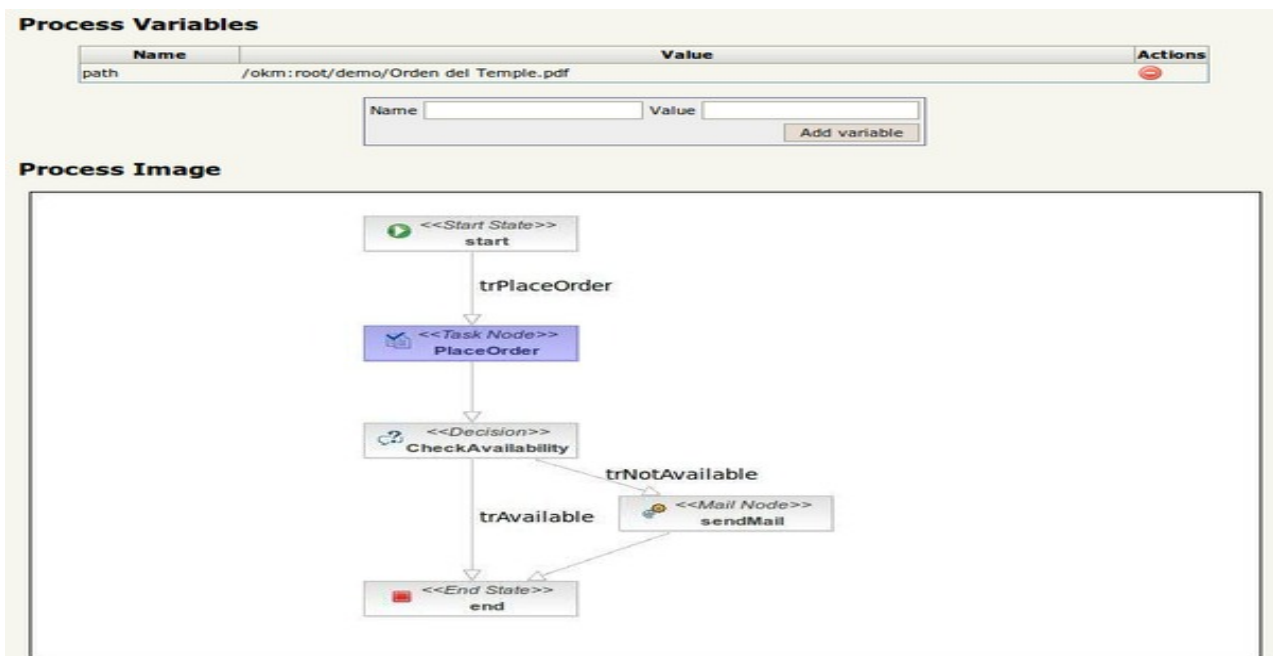 Process Variables
Name Value Actions
path /okm:root/demo/Orden del Temple.pdf
Name Value
Add variable
Process Image
<<Start State>>
start
trPlaceOrder
<<Task Node>>
PlaceOrder
<<Decision>>
CheckAvailability
trNotAvailable
<<Mail Node>>
sendMail
trAvailable
<<End State>>
end